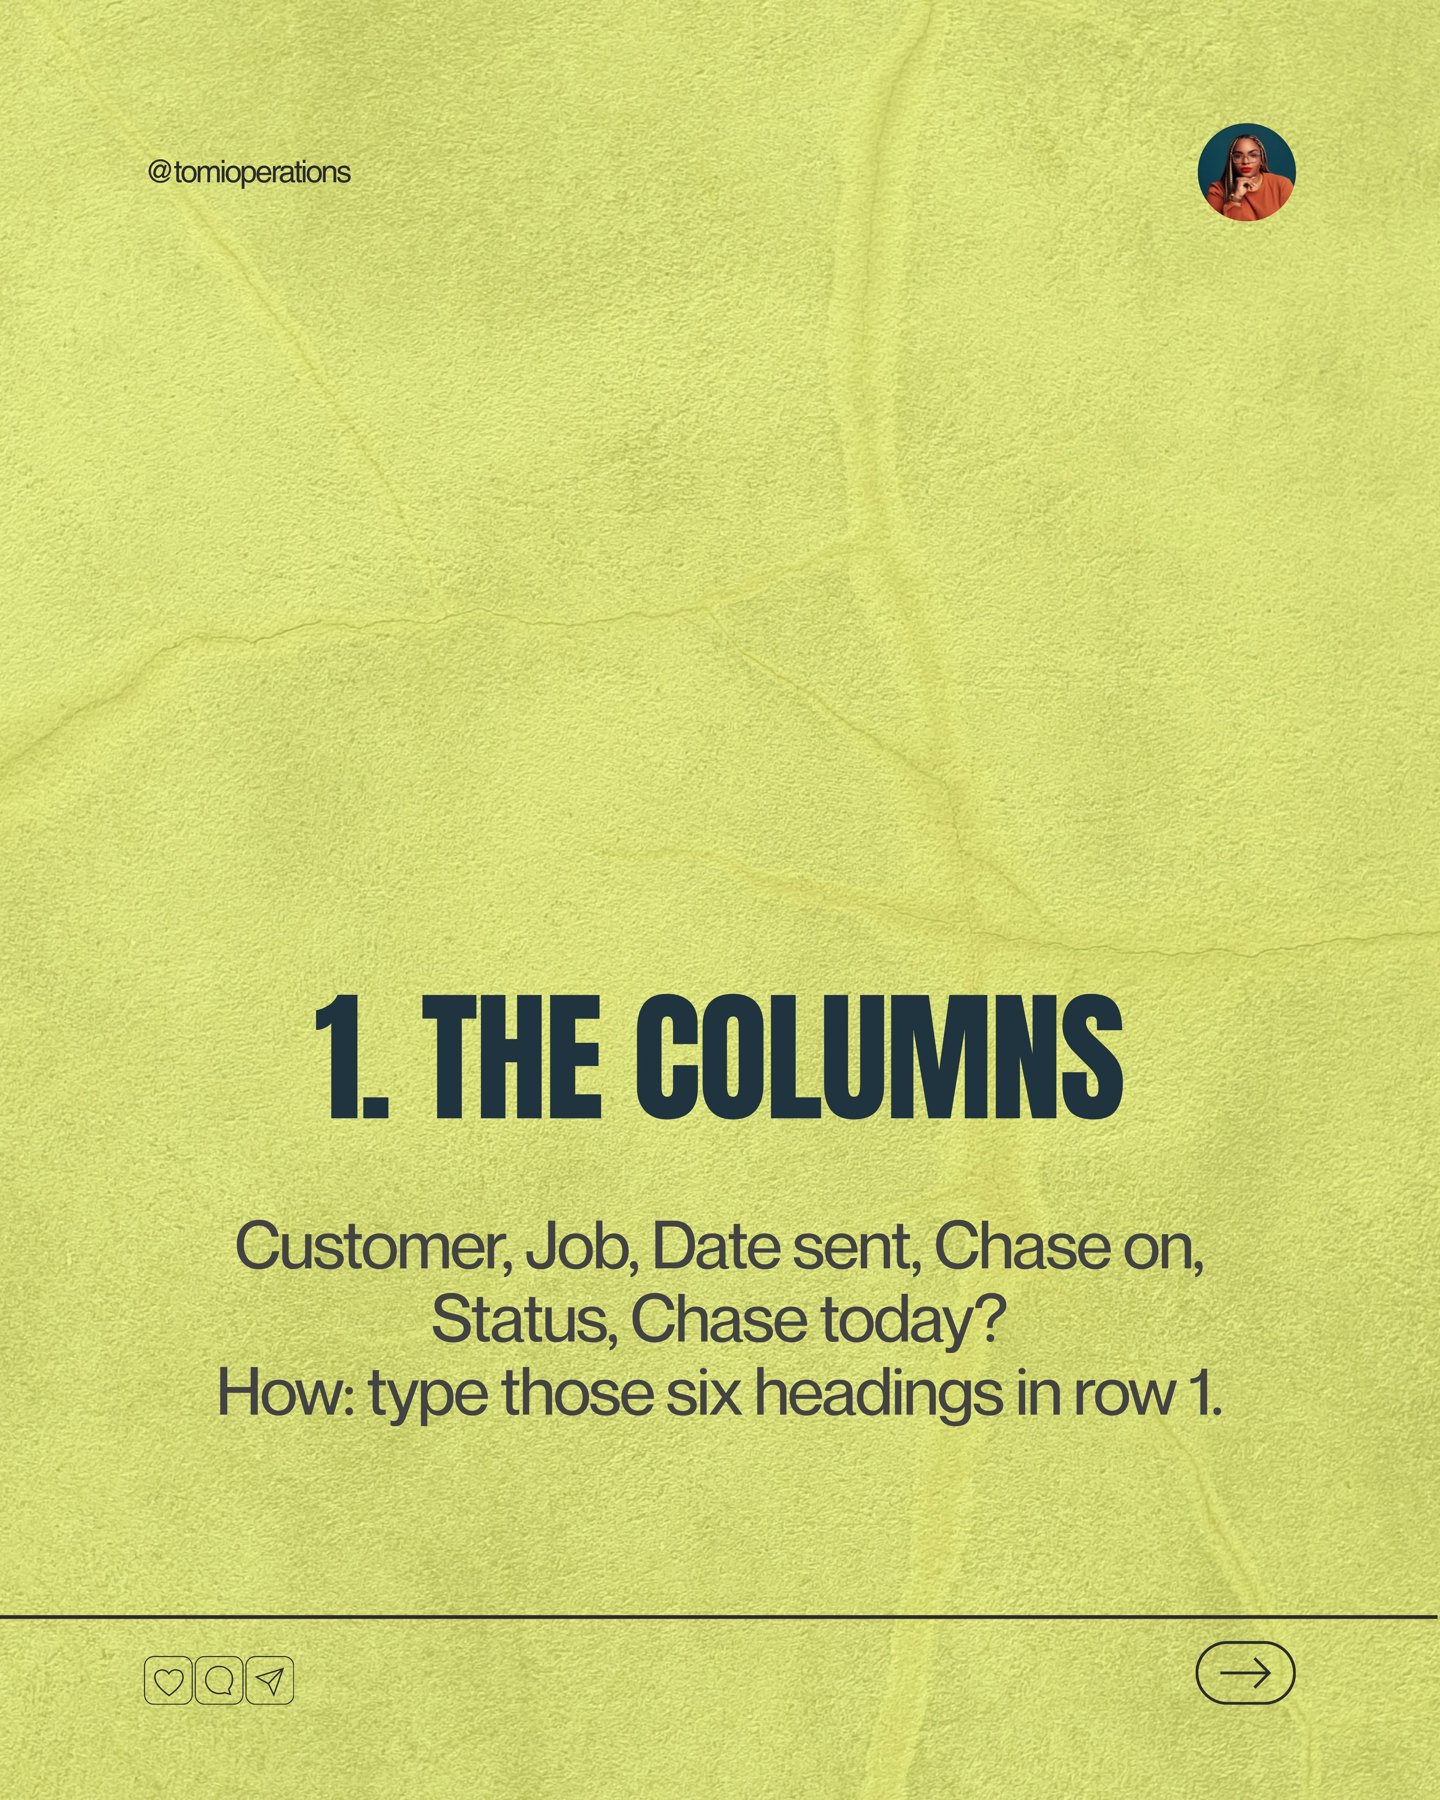 @tomioperations
1. THE COLUMNS
Customer, Job, Date sent, Chase on,
Status, Chase today?
How: type those six headings in row 1.